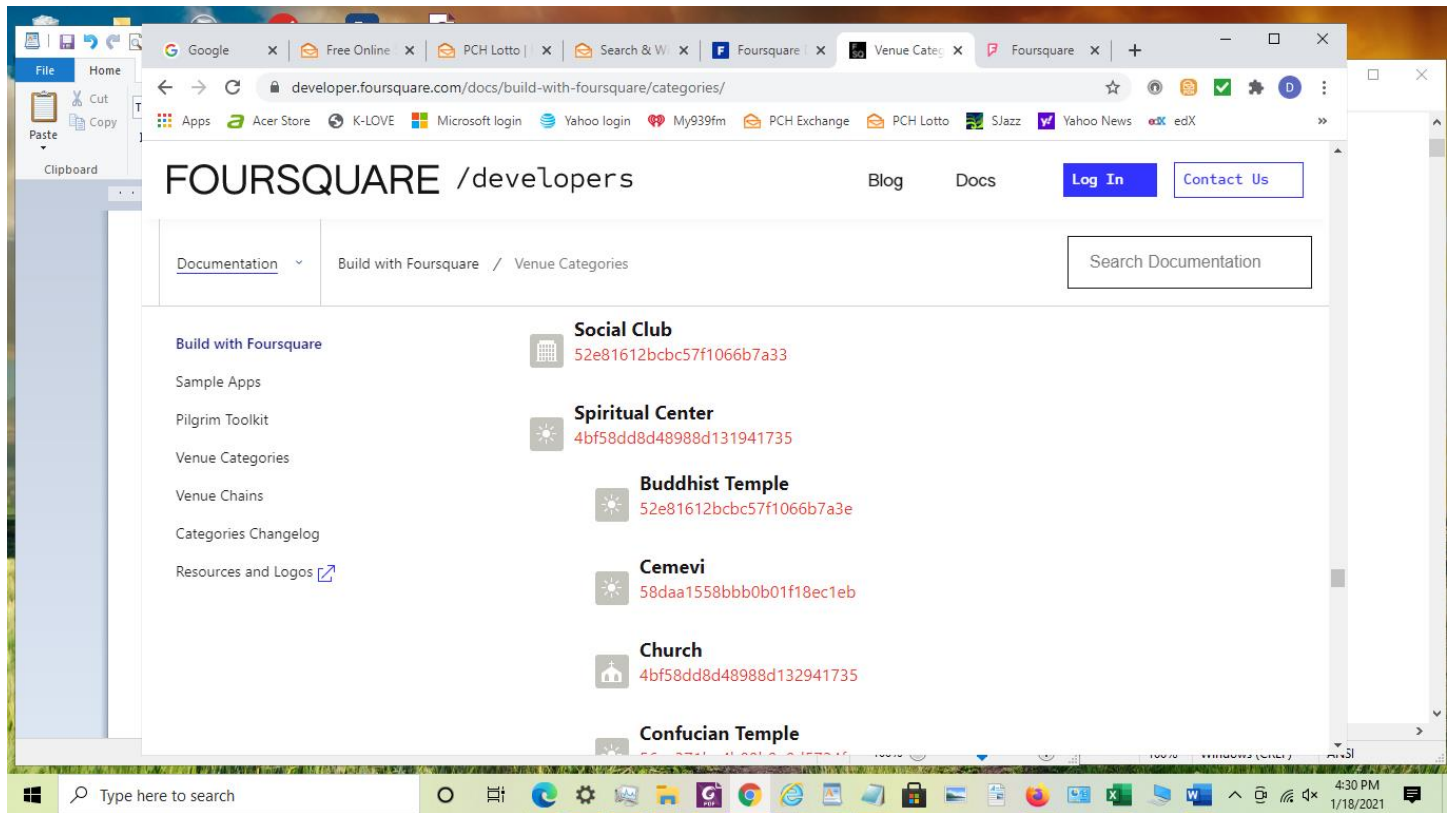 File Home
Cut
Copy
Paste
Clipboard
Google
Free Online
PCH Lotto |
Search & Wi
Foursquare
Venue Categ
Foursquare
developer.foursquare.com/docs/build-with-foursquare/categories/
D
Apps Acer Store K-LOVE Microsoft login Yahoo login My939fm PCH Exchange PCH Lotto SJazz Yahoo News edX »
FOURSQUARE /developers
Blog Docs Log In Contact Us
Documentation Build with Foursquare / Venue Categories Search Documentation
Build with Foursquare
Sample Apps
Pilgrim Toolkit
Venue Categories
Venue Chains
Categories Changelog
Resources and Logos
Social Club
52e81612bcbc57f1066b7a33
Spiritual Center
4bf58dd8d48988d131941735
Buddhist Temple
52e81612bcbc57f1066b7a3e
Cemevi
58daa1558bbb0b01f18ec1eb
Church
4bf58dd8d48988d132941735
Confucian Temple
Type here to search
4:30 PM
1/18/2021